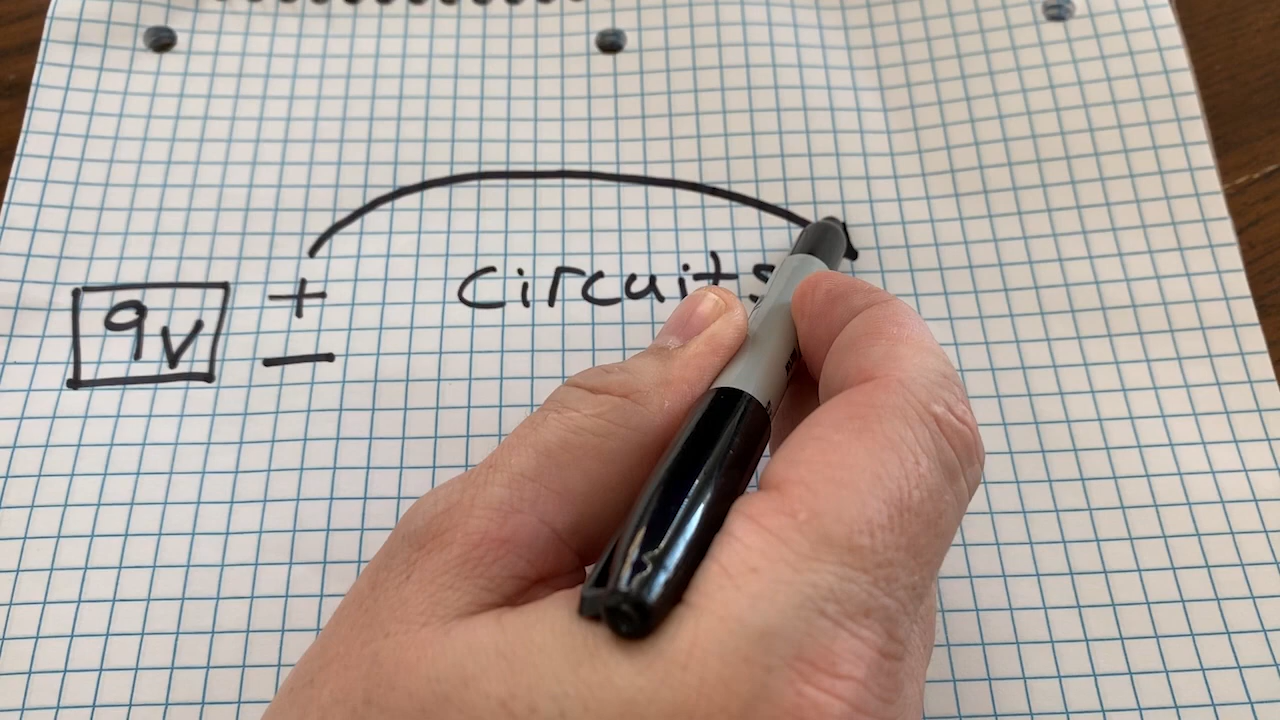 9v + circuits
−